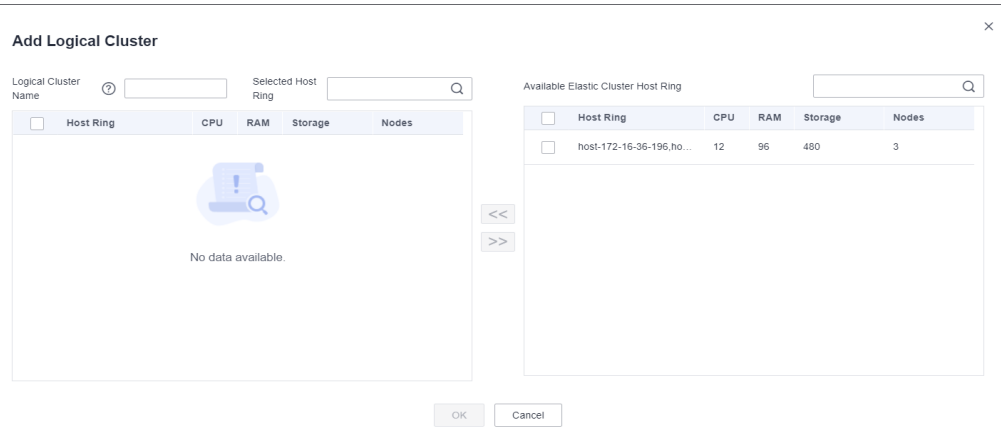 Add Logical Cluster
Logical Cluster Name
Selected Host Ring
Host Ring CPU RAM Storage Nodes
No data available.
<<
>>
Available Elastic Cluster Host Ring
Host Ring CPU RAM Storage Nodes
host-172-16-36-196,ho... 12 96 480 3
OK Cancel